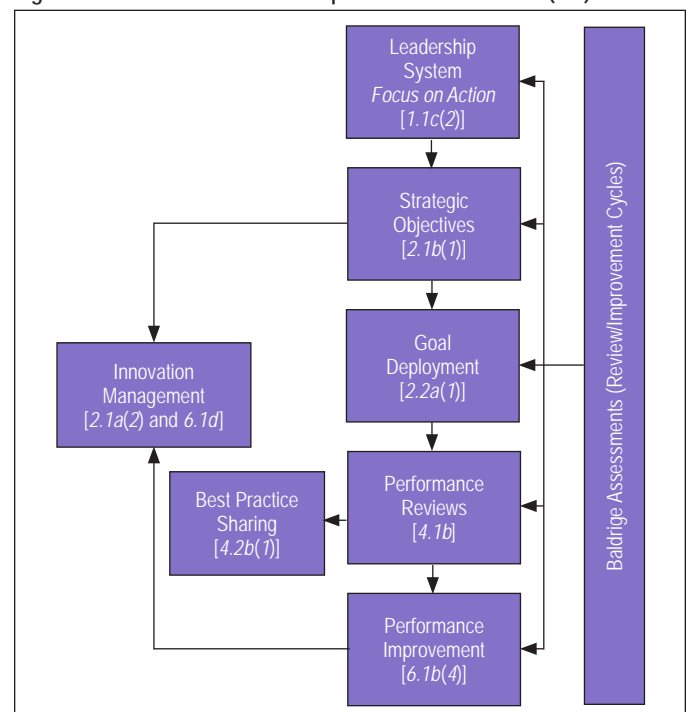 Leadership
System
Focus on Action
[1.1c(2)]
Strategic
Objectives
[2.1b(1)]
Goal
Deployment
[2.2a(1)]
Innovation
Management
[2.1a(2) and 6.1d]
Performance
Reviews
[4.1b]
Best Practice
Sharing
[4.2b(1)]
Performance
Improvement
[6.1b(4)]
Baldrige Assessments (Review/Improvement Cycles)